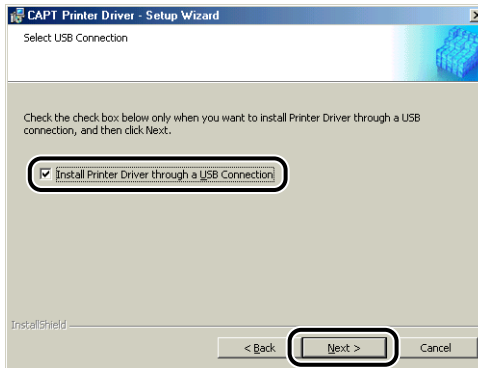 CAPT Printer Driver - Setup Wizard
Select USB Connection
Check the check box below only when you want to install Printer Driver through a USB
connection, and then click Next.
Install Printer Driver through a USB Connection
InstallShield
< Back Next > Cancel